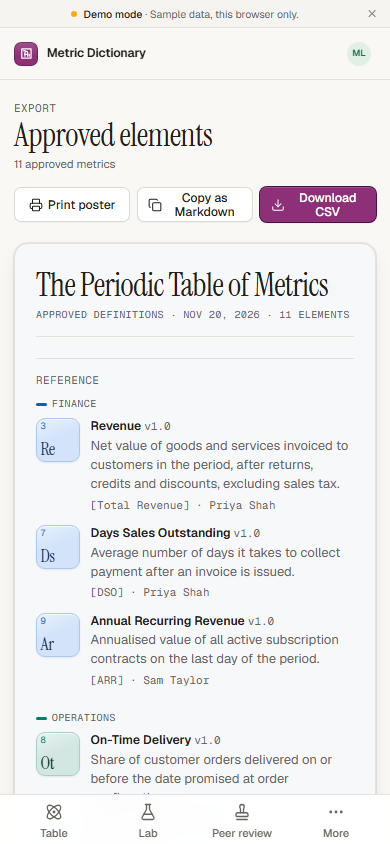 Demo mode · Sample data, this browser only.
Metric Dictionary
ML
EXPORT
Approved elements
11 approved metrics
Print poster
Copy as
Markdown
Download
CSV
The Periodic Table of Metrics
APPROVED DEFINITIONS · NOV 20, 2026 · 11 ELEMENTS
REFERENCE
FINANCE
3
Re
Revenue v1.0
Net value of goods and services invoiced to
customers in the period, after returns,
credits and discounts, excluding sales tax.
[Total Revenue] · Priya Shah
7
Ds
Days Sales Outstanding v1.0
Average number of days it takes to collect
payment after an invoice is issued.
[DSO] · Priya Shah
9
Ar
Annual Recurring Revenue v1.0
Annualised value of all active subscription
contracts on the last day of the period.
[ARR] · Sam Taylor
OPERATIONS
8
Ot
On-Time Delivery v1.0
Share of customer orders delivered on or
before the date promised at order
Table
Lab
Peer review
More